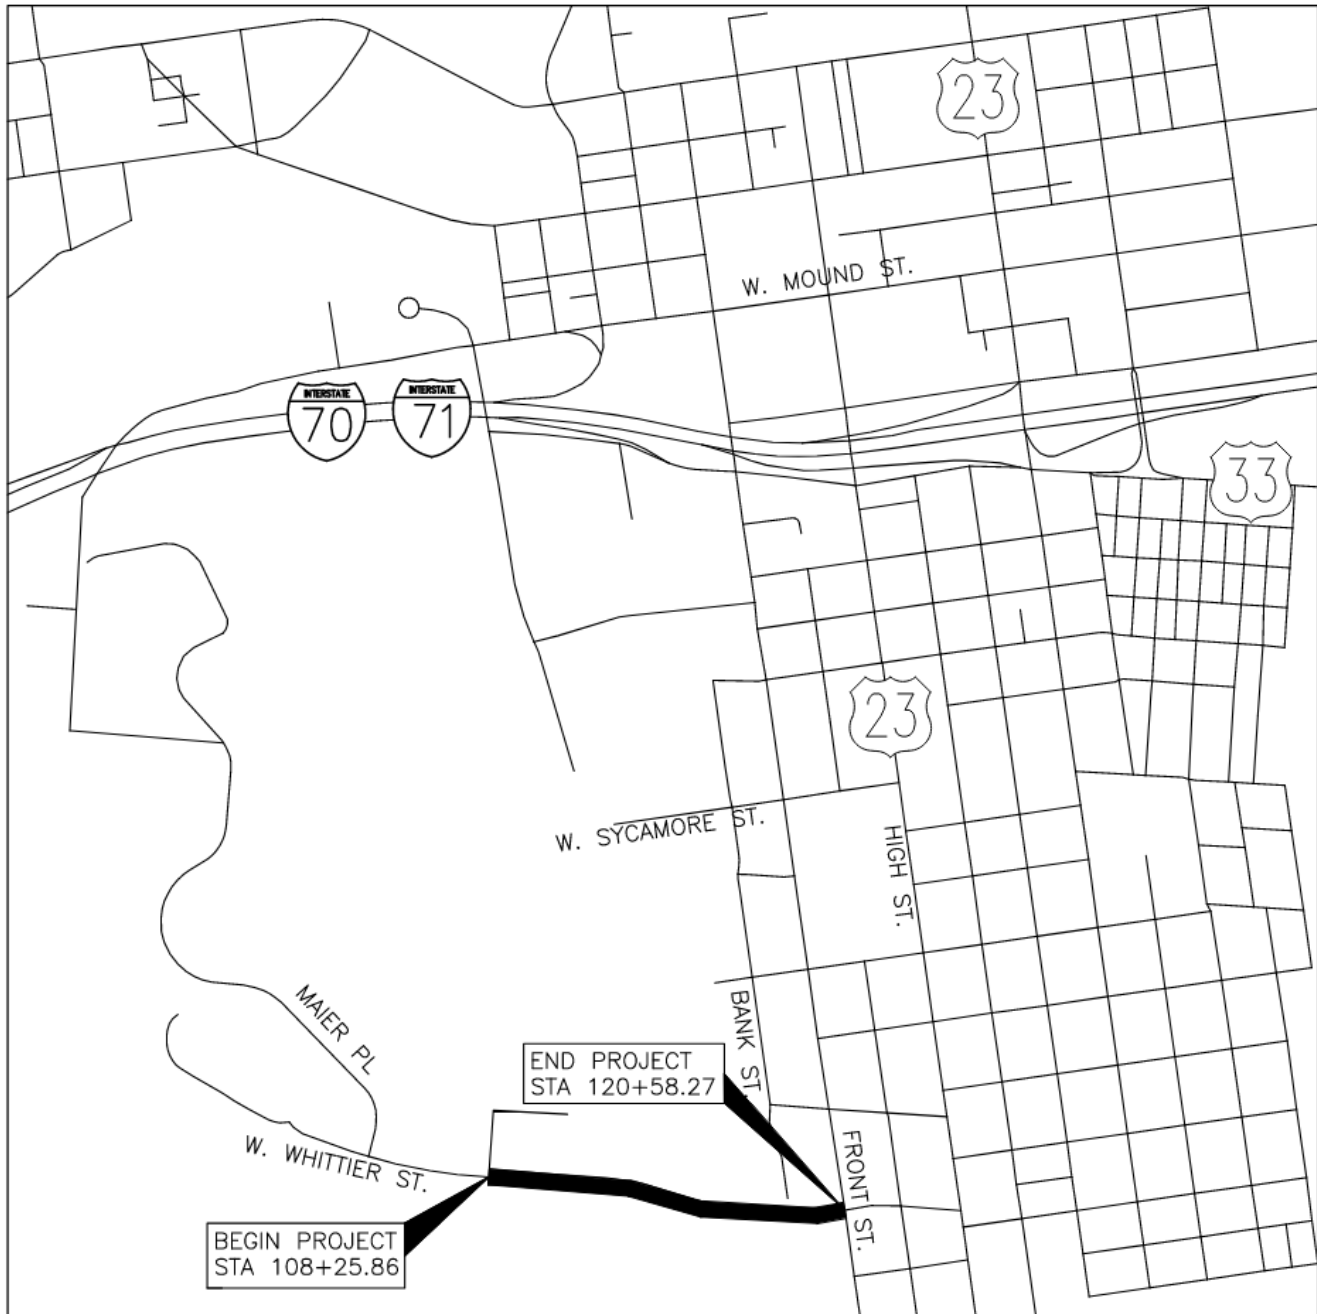 23
W. MOUND ST.
INTERSTATE
70
INTERSTATE
71
33
23
W. SYCAMORE ST.
HIGH ST.
MAIER PL
BANK ST.
END PROJECT
STA 120+58.27
FRONT ST.
W. WHITTIER ST.
BEGIN PROJECT
STA 108+25.86